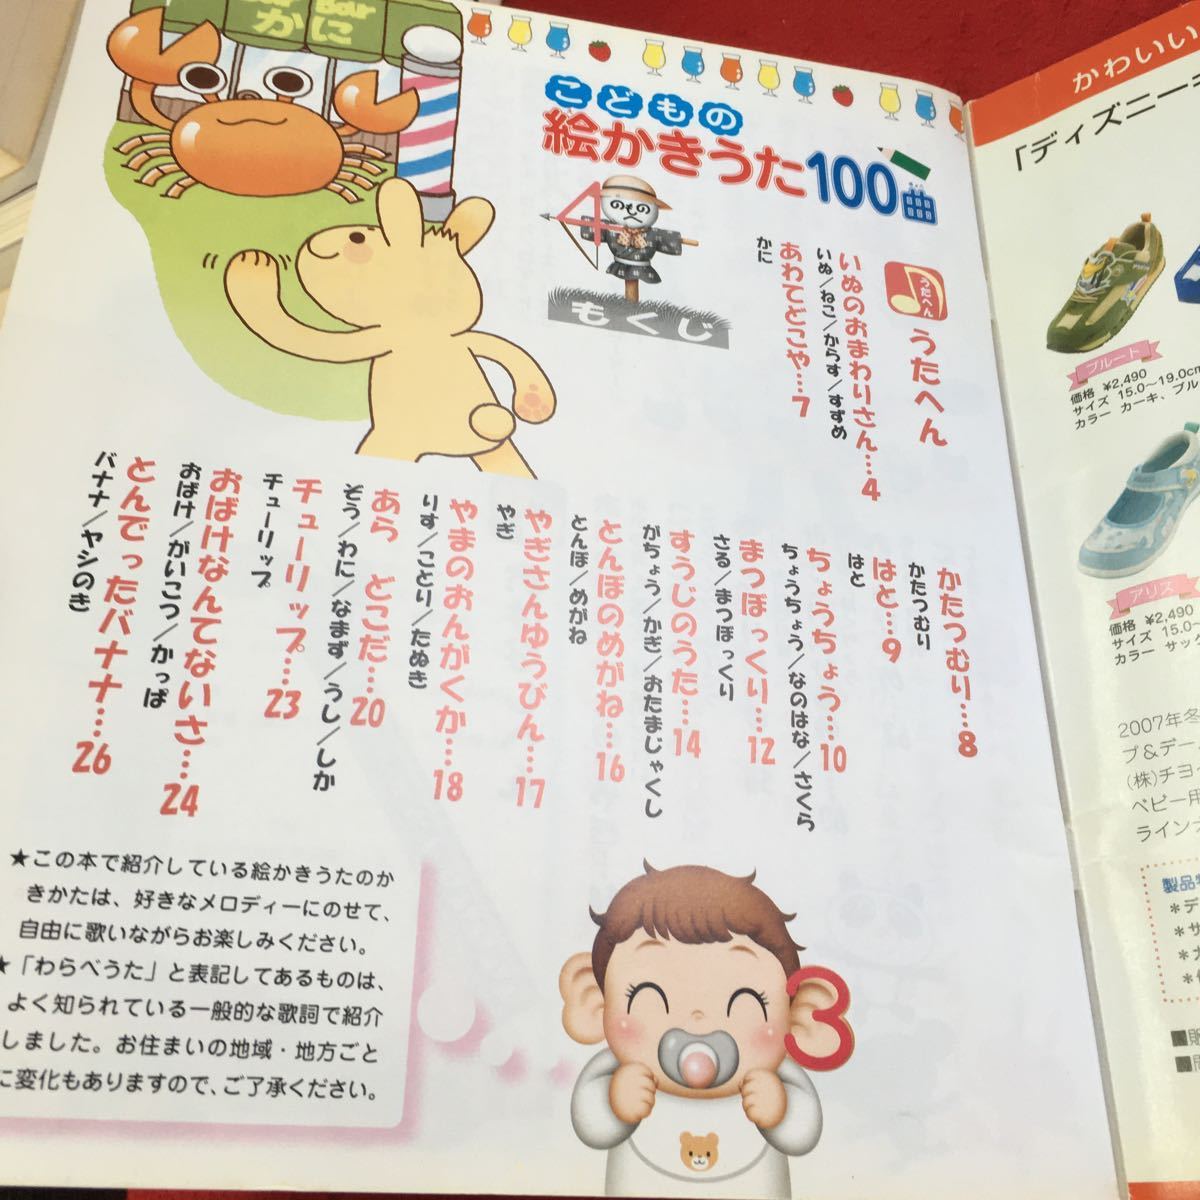 BAR
かに
こどもの
絵かきうた100曲
きょく
のもの
もくじ
うたへん
うたへん
いぬのおまわりさん…4
いぬ/ねこ/からす/すずめ
あわてどこや…7
かに
かたつむり…8
かたつむり
はと…9
はと
ちょうちょう…10
ちょうちょう/なのはな/さくら
まつぼっくり…12
さる/まつぼっくり
すうじのうた…14
がちょう/かぎ/おたまじゃくし
とんぼのめがね…16
とんぼ/めがね
やぎさんゆうびん…17
やぎ
やまのおんがくか…18
りす/ことり/たぬき
あら どこだ…20
ぞう/わに/なまず/うし/しか
チューリップ…23
チューリップ
おばけなんてないさ…24
おばけ/がいこつ/かっぱ
とんでったバナナ…26
バナナ/ヤシのき
★この本で紹介している絵かきうたのか
きかたは、好きなメロディーにのせて、
自由に歌いながらお楽しみください。
★「わらべうた」と表記してあるものは、
よく知られている一般的な歌詞で紹介
しました。お住まいの地域・地方ごと
に変化もありますので、ご了承ください。
3
かわいい
「ディズニー
プルート
価格 ¥2,490
サイズ 15.0〜19.0cm
カラー カーキ、ブル
アリス
価格 ¥2,490
サイズ 15.0〜
カラー サッ
2007年冬
ブ&デー
(株)チヨ
ベビー用
ライン
製品
*デ
*サ